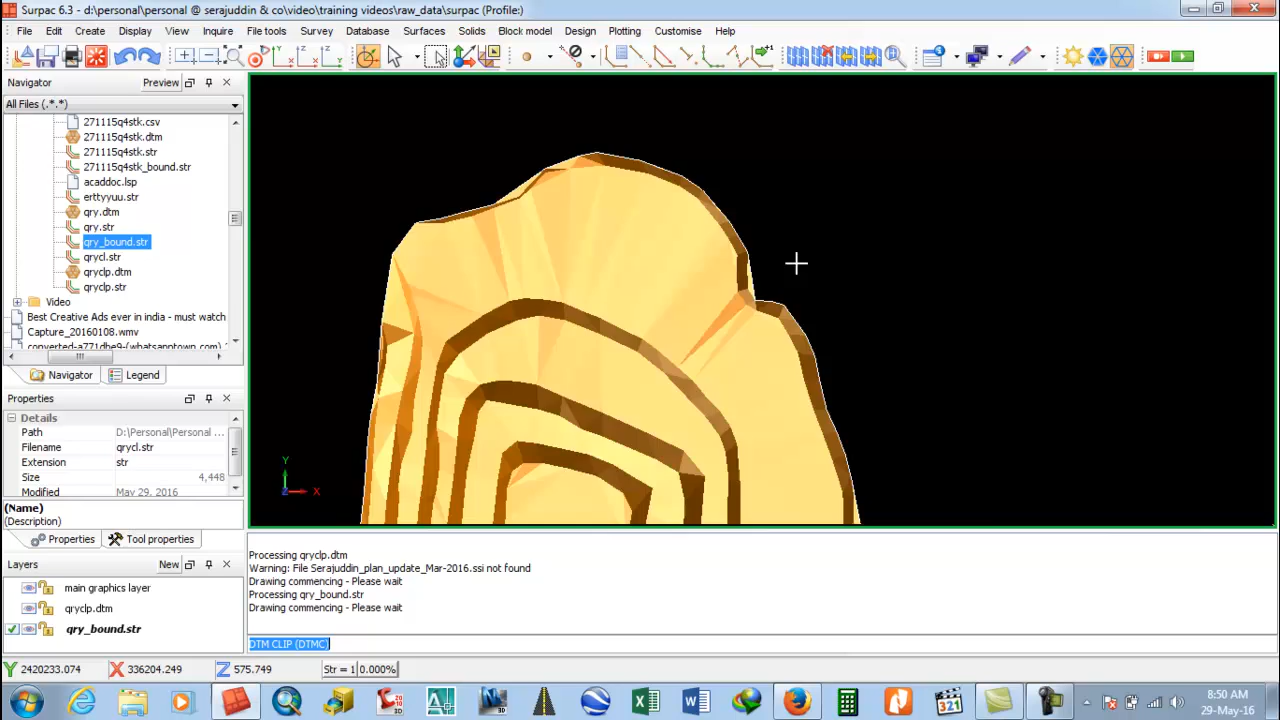 Surpac 6.3 - d:\personal\personal @ serajuddin & co\video\training videos\raw_data\surpac (Profile:)
File Edit Create Display View Inquire File tools Survey Database Surfaces Solids Block model Design Plotting Customise Help
Navigator Preview
All Files (*.*)
271115q4stk.csv
271115q4stk.dtm
271115q4stk.str
271115q4stk_bound.str
acaddoc.lsp
erttyyuu.str
qry.dtm
qry.str
qry_bound.str
qrycl.str
qryclp.dtm
qryclp.str
Video
Best Creative Ads ever in india - must watch
Capture_20160108.wmv
converted-a771dbe9-(whatsapptown.com)
Navigator Legend
Properties
Details
Path D:\Personal\Personal ...
Filename qrycl.str
Extension str
Size 4,448
Modified May 29, 2016
(Name)
(Description)
Properties Tool properties
Layers New
main graphics layer
qryclp.dtm
qry_bound.str
Y
Z X
Processing qryclp.dtm
Warning: File Serajuddin_plan_update_Mar-2016.ssi not found
Drawing commencing - Please wait
Processing qry_bound.str
Drawing commencing - Please wait
DTM CLIP (DTMC)
Y 2420233.074 X 336204.249 Z 575.749 Str = 1 0.000%
8:50 AM
29-May-16